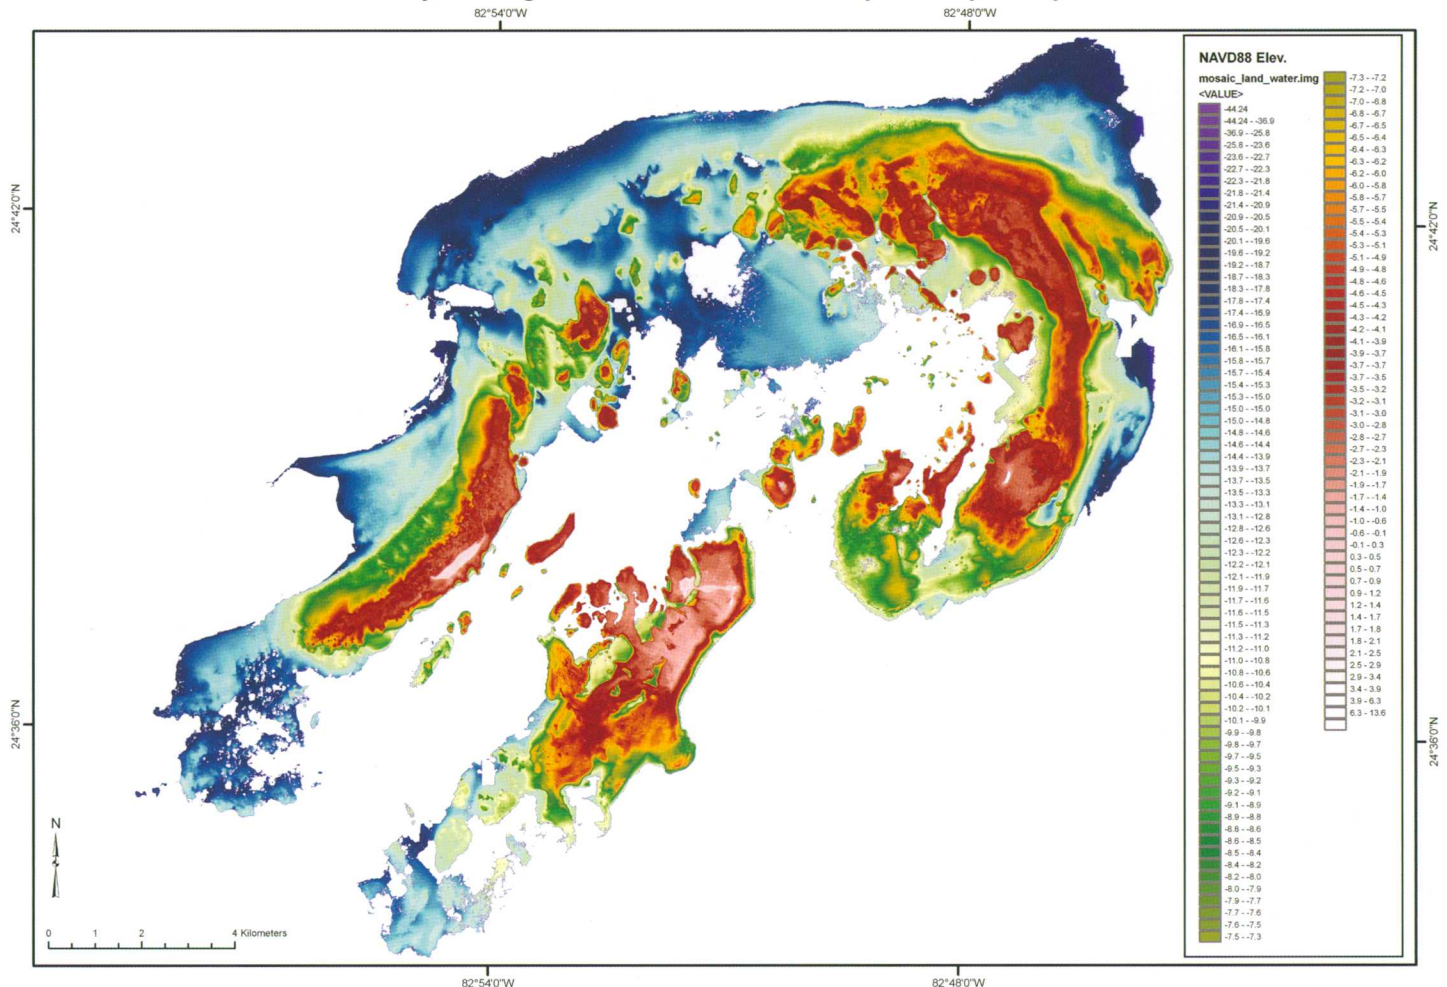 82°54'0"W
82°48'0"W
24°42'0"N
24°36'0"N
24°42'0"N
24°36'0"N
82°54'0"W
82°48'0"W
N
0 1 2 4 Kilometers
NAVD88 Elev.
mosaic_land_water.img
<VALUE>
-44.24
-44.24 - -36.9
-36.9 - -25.8
-25.8 - -23.6
-23.6 - -22.7
-22.7 - -22.3
-22.3 - -21.8
-21.8 - -21.4
-21.4 - -20.9
-20.9 - -20.5
-20.5 - -20.1
-20.1 - -19.6
-19.6 - -19.2
-19.2 - -18.7
-18.7 - -18.3
-18.3 - -17.8
-17.8 - -17.4
-17.4 - -16.9
-16.9 - -16.5
-16.5 - -16.1
-16.1 - -15.8
-15.8 - -15.7
-15.7 - -15.4
-15.4 - -15.3
-15.3 - -15.0
-15.0 - -15.0
-15.0 - -14.8
-14.8 - -14.6
-14.6 - -14.4
-14.4 - -13.9
-13.9 - -13.7
-13.7 - -13.5
-13.5 - -13.3
-13.3 - -13.1
-13.1 - -12.8
-12.8 - -12.6
-12.6 - -12.3
-12.3 - -12.2
-12.2 - -12.1
-12.1 - -11.9
-11.9 - -11.7
-11.7 - -11.6
-11.6 - -11.5
-11.5 - -11.3
-11.3 - -11.2
-11.2 - -11.0
-11.0 - -10.8
-10.8 - -10.6
-10.6 - -10.4
-10.4 - -10.2
-10.2 - -10.1
-10.1 - -9.9
-9.9 - -9.8
-9.8 - -9.7
-9.7 - -9.5
-9.5 - -9.3
-9.3 - -9.2
-9.2 - -9.1
-9.1 - -8.9
-8.9 - -8.8
-8.8 - -8.6
-8.6 - -8.5
-8.5 - -8.4
-8.4 - -8.2
-8.2 - -8.0
-8.0 - -7.9
-7.9 - -7.7
-7.7 - -7.6
-7.6 - -7.5
-7.5 - -7.3
-7.3 - -7.2
-7.2 - -7.0
-7.0 - -6.8
-6.8 - -6.7
-6.7 - -6.5
-6.5 - -6.4
-6.4 - -6.3
-6.3 - -6.2
-6.2 - -6.0
-6.0 - -5.8
-5.8 - -5.7
-5.7 - -5.5
-5.5 - -5.4
-5.4 - -5.3
-5.3 - -5.1
-5.1 - -4.9
-4.9 - -4.8
-4.8 - -4.6
-4.6 - -4.5
-4.5 - -4.3
-4.3 - -4.2
-4.2 - -4.1
-4.1 - -3.9
-3.9 - -3.7
-3.7 - -3.7
-3.7 - -3.5
-3.5 - -3.2
-3.2 - -3.1
-3.1 - -3.0
-3.0 - -2.8
-2.8 - -2.7
-2.7 - -2.3
-2.3 - -2.1
-2.1 - -1.9
-1.9 - -1.7
-1.7 - -1.4
-1.4 - -1.0
-1.0 - -0.6
-0.6 - -0.1
-0.1 - 0.3
0.3 - 0.5
0.5 - 0.7
0.7 - 0.9
0.9 - 1.2
1.2 - 1.4
1.4 - 1.7
1.7 - 1.8
1.8 - 2.1
2.1 - 2.5
2.5 - 2.9
2.9 - 3.4
3.4 - 3.9
3.9 - 6.3
6.3 - 13.6